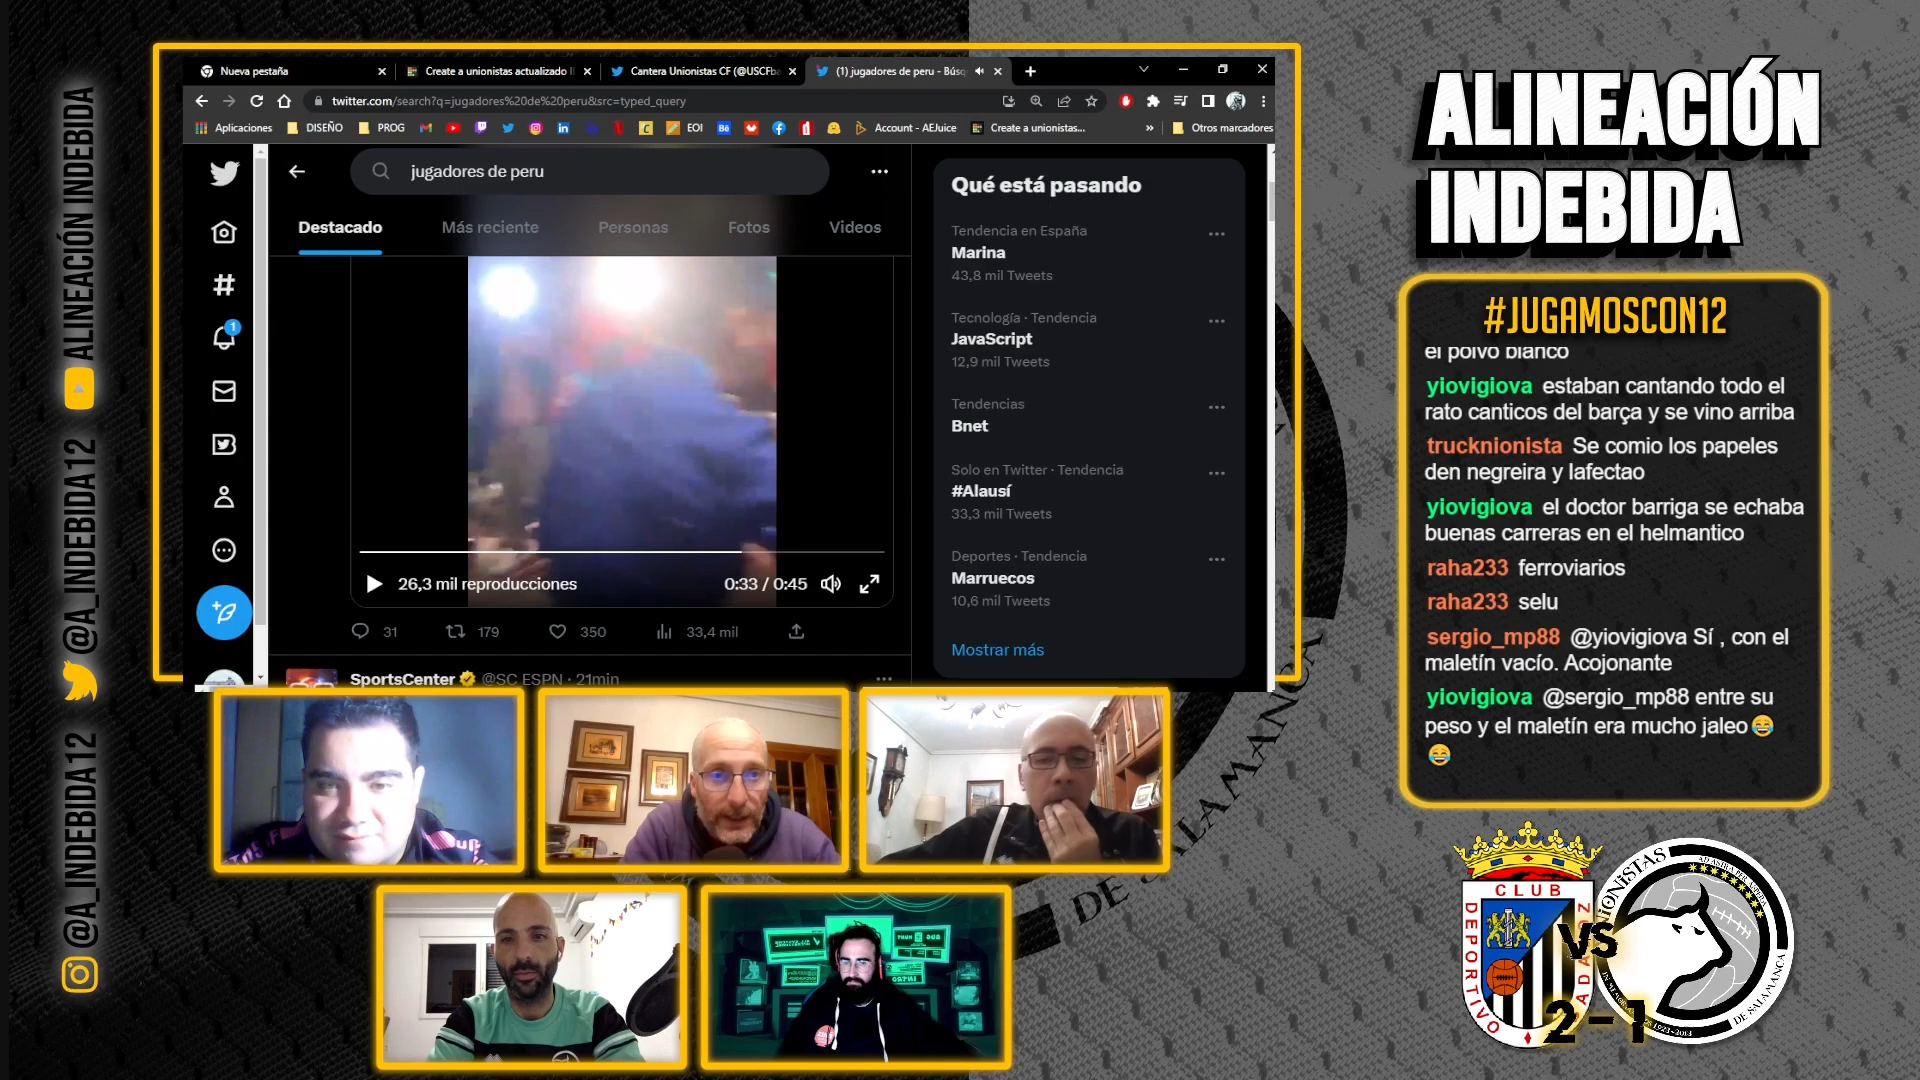 ALINEACIÓN INDEBIDA
@A_INDEBIDA12
@A_INDEBIDA12
Nueva pestaña
Create a unionistas actualizado
Cantera Unionistas CF (@USCFba
(1) jugadores de peru - Búsq
twitter.com/search?q=jugadores%20de%20peru&src=typed_query
Aplicaciones
DISEÑO
PROG
EOI
Account - AEJuice
Create a unionistas...
»
Otros marcadores
jugadores de peru
Destacado
Más reciente
Personas
Fotos
Videos
1
26,3 mil reproducciones
0:33 / 0:45
31
179
350
33,4 mil
SportsCenter @SC_ESPN · 21min
Qué está pasando
Tendencia en España
Marina
43,8 mil Tweets
Tecnología · Tendencia
JavaScript
12,9 mil Tweets
Tendencias
Bnet
Solo en Twitter · Tendencia
#Alausí
33,3 mil Tweets
Deportes · Tendencia
Marruecos
10,6 mil Tweets
Mostrar más
ALINEACIÓN
INDEBIDA
#JUGAMOSCON12
el polvo blanco
yiovigiova estaban cantando todo el
rato canticos del barça y se vino arriba
trucknionista Se comio los papeles
den negreira y lafectao
yiovigiova el doctor barriga se echaba
buenas carreras en el helmantico
raha233 ferroviarios
raha233 selu
sergio_mp88 @yiovigiova Sí , con el
maletín vacío. Acojonante
yiovigiova @sergio_mp88 entre su
peso y el maletín era mucho jaleo😂
😂
CLUB
DEPORTIVO
VS
UNIONISTAS
DE SALAMANCA
2-1
DE SALAMANCA